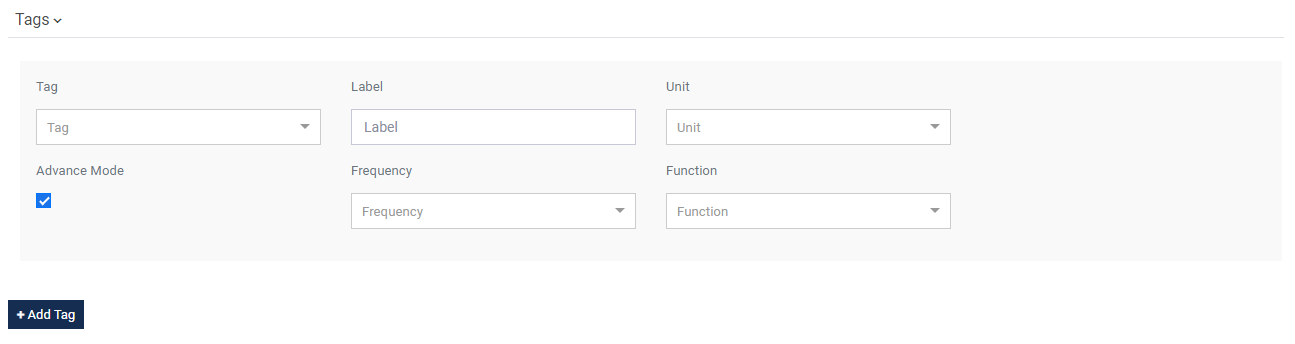 Tags
Tag Label Unit
Tag Label Unit
Advance Mode Frequency Function
Frequency Function
+ Add Tag